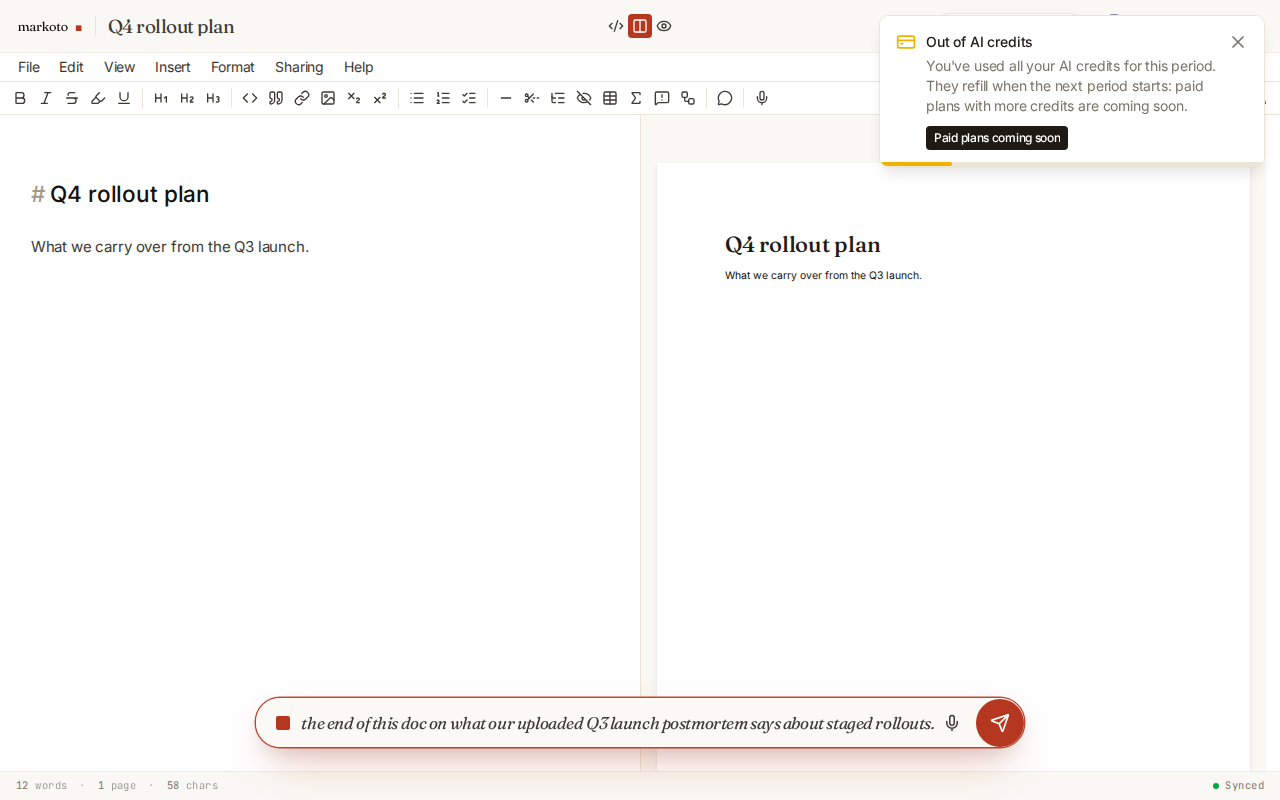 markoto
Q4 rollout plan
Out of AI credits
You've used all your AI credits for this period.
They refill when the next period starts: paid
plans with more credits are coming soon.
Paid plans coming soon
File Edit View Insert Format Sharing Help
H1 H2 H3
# Q4 rollout plan
What we carry over from the Q3 launch.
Q4 rollout plan
What we carry over from the Q3 launch.
the end of this doc on what our uploaded Q3 launch postmortem says about staged rollouts.
12 words · 1 page · 58 chars
Synced